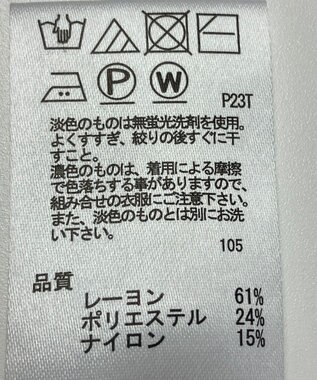 P W P23T
淡色のものは無蛍光洗剤を使用。
よくすすぎ、絞りの後すぐに干
すこと。
濃色のものは、着用による摩擦
で色落ちする事がありますので、
組み合せの衣服にご注意下さい。
また、淡色のものとは別にお洗
い下さい。
105
品質
レーヨン 61%
ポリエステル 24%
ナイロン 15%